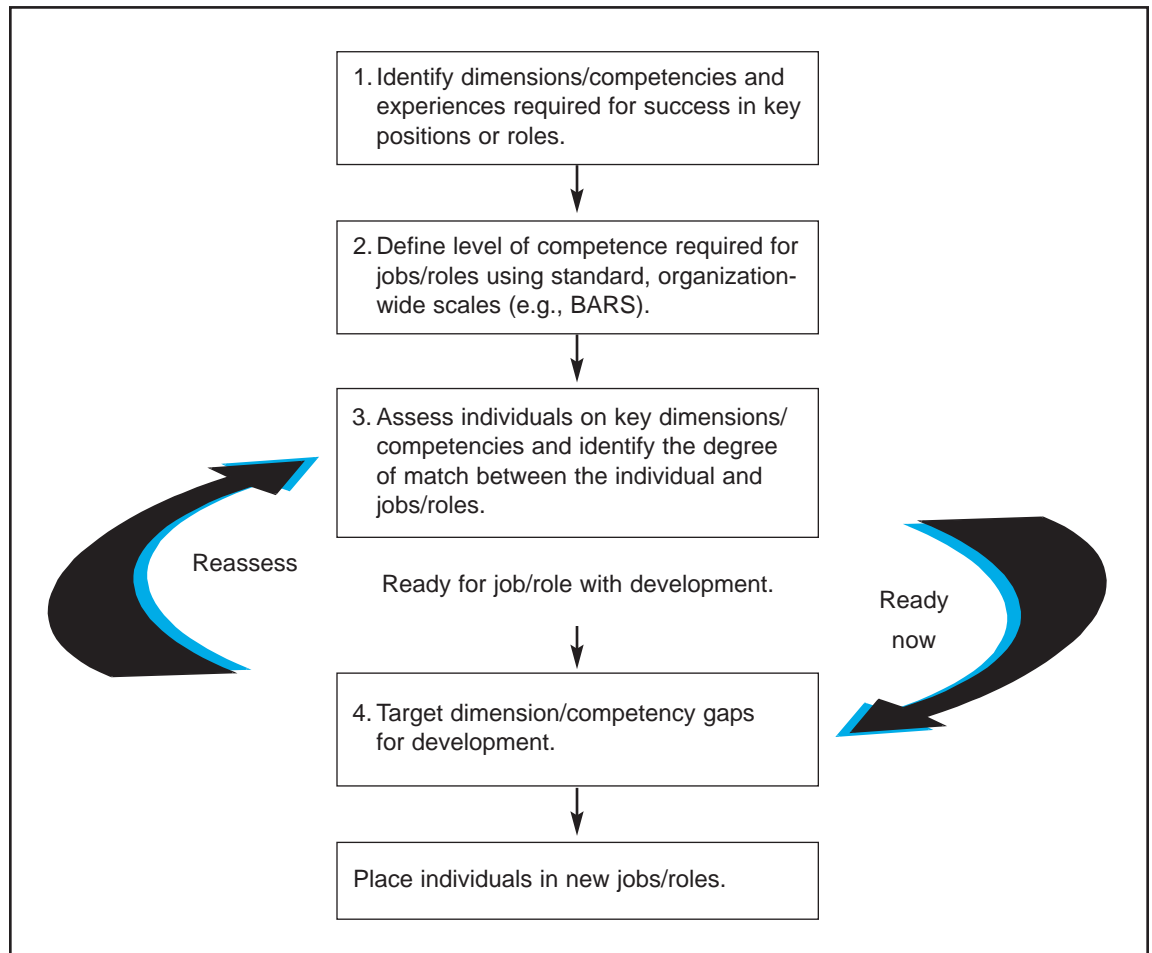 1. Identify dimensions/competencies and
experiences required for success in key
positions or roles.
2. Define level of competence required for
jobs/roles using standard, organization-
wide scales (e.g., BARS).
3. Assess individuals on key dimensions/
competencies and identify the degree
of match between the individual and
jobs/roles.
Reassess
Ready for job/role with development.
Ready
now
4. Target dimension/competency gaps
for development.
Place individuals in new jobs/roles.